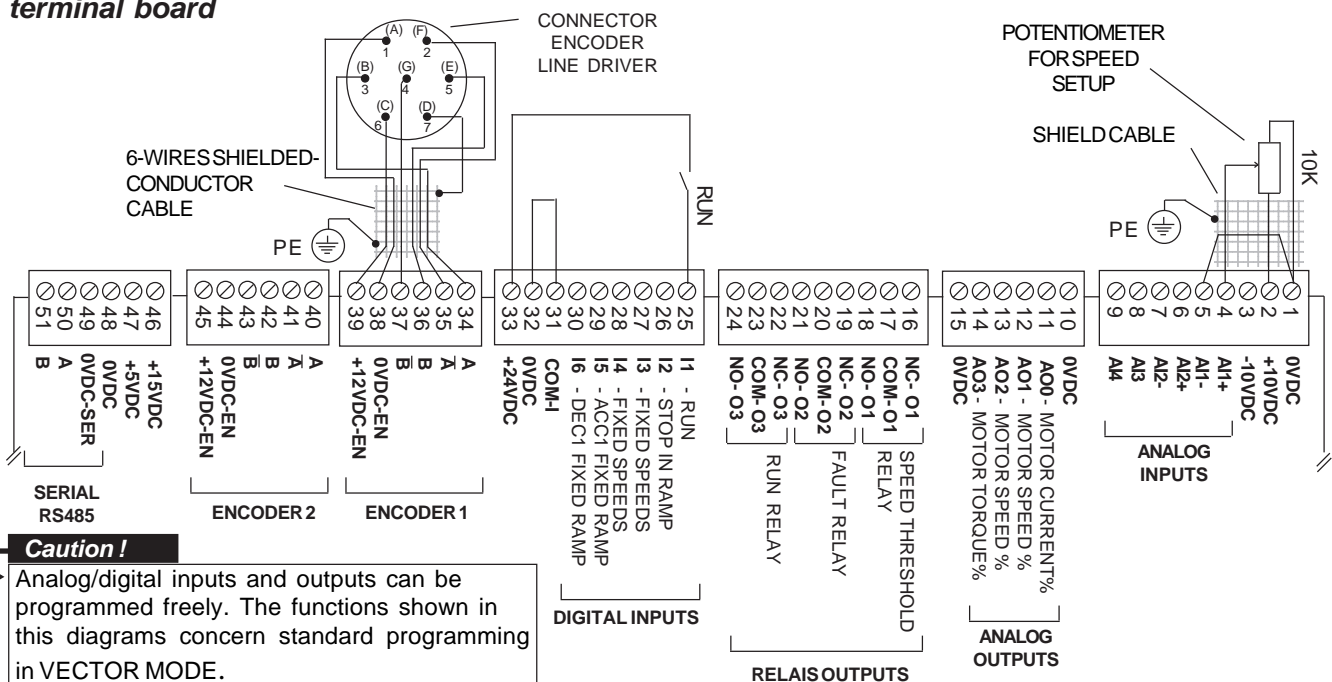 terminal board
CONNECTOR
ENCODER
LINE DRIVER
(A) (F)
1 2
(B) (G) (E)
3 4 5
(C) (D)
6 7
POTENTIOMETER
FOR SPEED
SETUP
SHIELD CABLE
10K
6-WIRES SHIELDED-
CONDUCTOR
CABLE
RUN
PE
PE
51 50 49 48 47 46
45 44 43 42 41 40
39 38 37 36 35 34
33 32 31 30 29 28 27 26 25
24 23 22 21 20 19 18 17 16
15 14 13 12 11 10
9 8 7 6 5 4 3 2 1
B
A
0VDC-SER
0VDC
+5VDC
+15VDC
+12VDC-EN
0VDC-EN
B̅
B
A̅
A
+12VDC-EN
0VDC-EN
B̅
B
A̅
A
+24VDC
0VDC
COM-I
I6 - DEC1 FIXED RAMP
I5 - ACC1 FIXED RAMP
I4 - FIXED SPEEDS
I3 - FIXED SPEEDS
I2 - STOP IN RAMP
I1 - RUN
NO- O3
COM- O3
NC- O3
NO- O2
COM- O2
NC- O2
NO- O1
COM- O1
NC- O1
RUN RELAY
FAULT RELAY
SPEED THRESHOLD
RELAY
0VDC
AO3 - MOTOR TORQUE%
AO2 - MOTOR SPEED %
AO1 - MOTOR SPEED %
AO0 - MOTOR CURRENT%
0VDC
AI4
AI3
AI2-
AI2+
AI1-
AI1+
-10VDC
+10VDC
0VDC
SERIAL
RS485
ENCODER 2
ENCODER 1
DIGITAL INPUTS
RELAIS OUTPUTS
ANALOG
OUTPUTS
ANALOG
INPUTS
Caution !
Analog/digital inputs and outputs can be
programmed freely. The functions shown in
this diagrams concern standard programming
in VECTOR MODE.